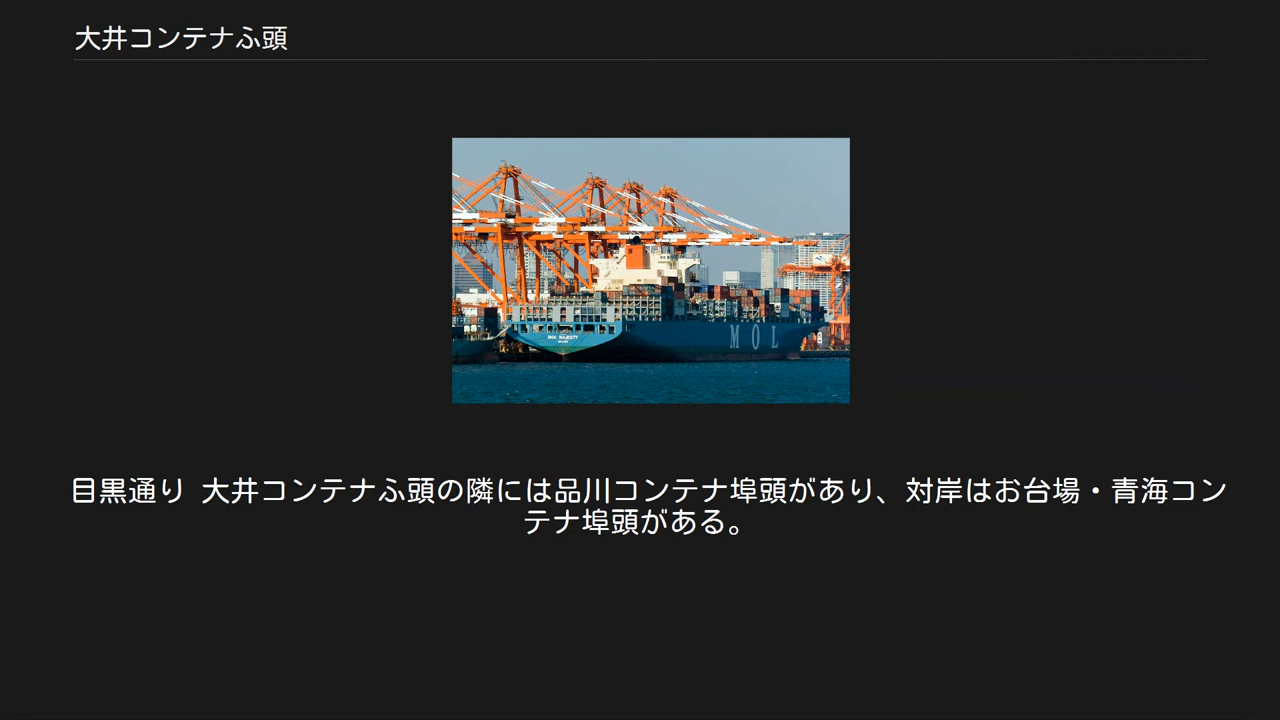 大井コンテナふ頭
MOL MAJESTY
MOL
目黒通り 大井コンテナふ頭の隣には品川コンテナ埠頭があり、対岸はお台場・青海コン
テナ埠頭がある。